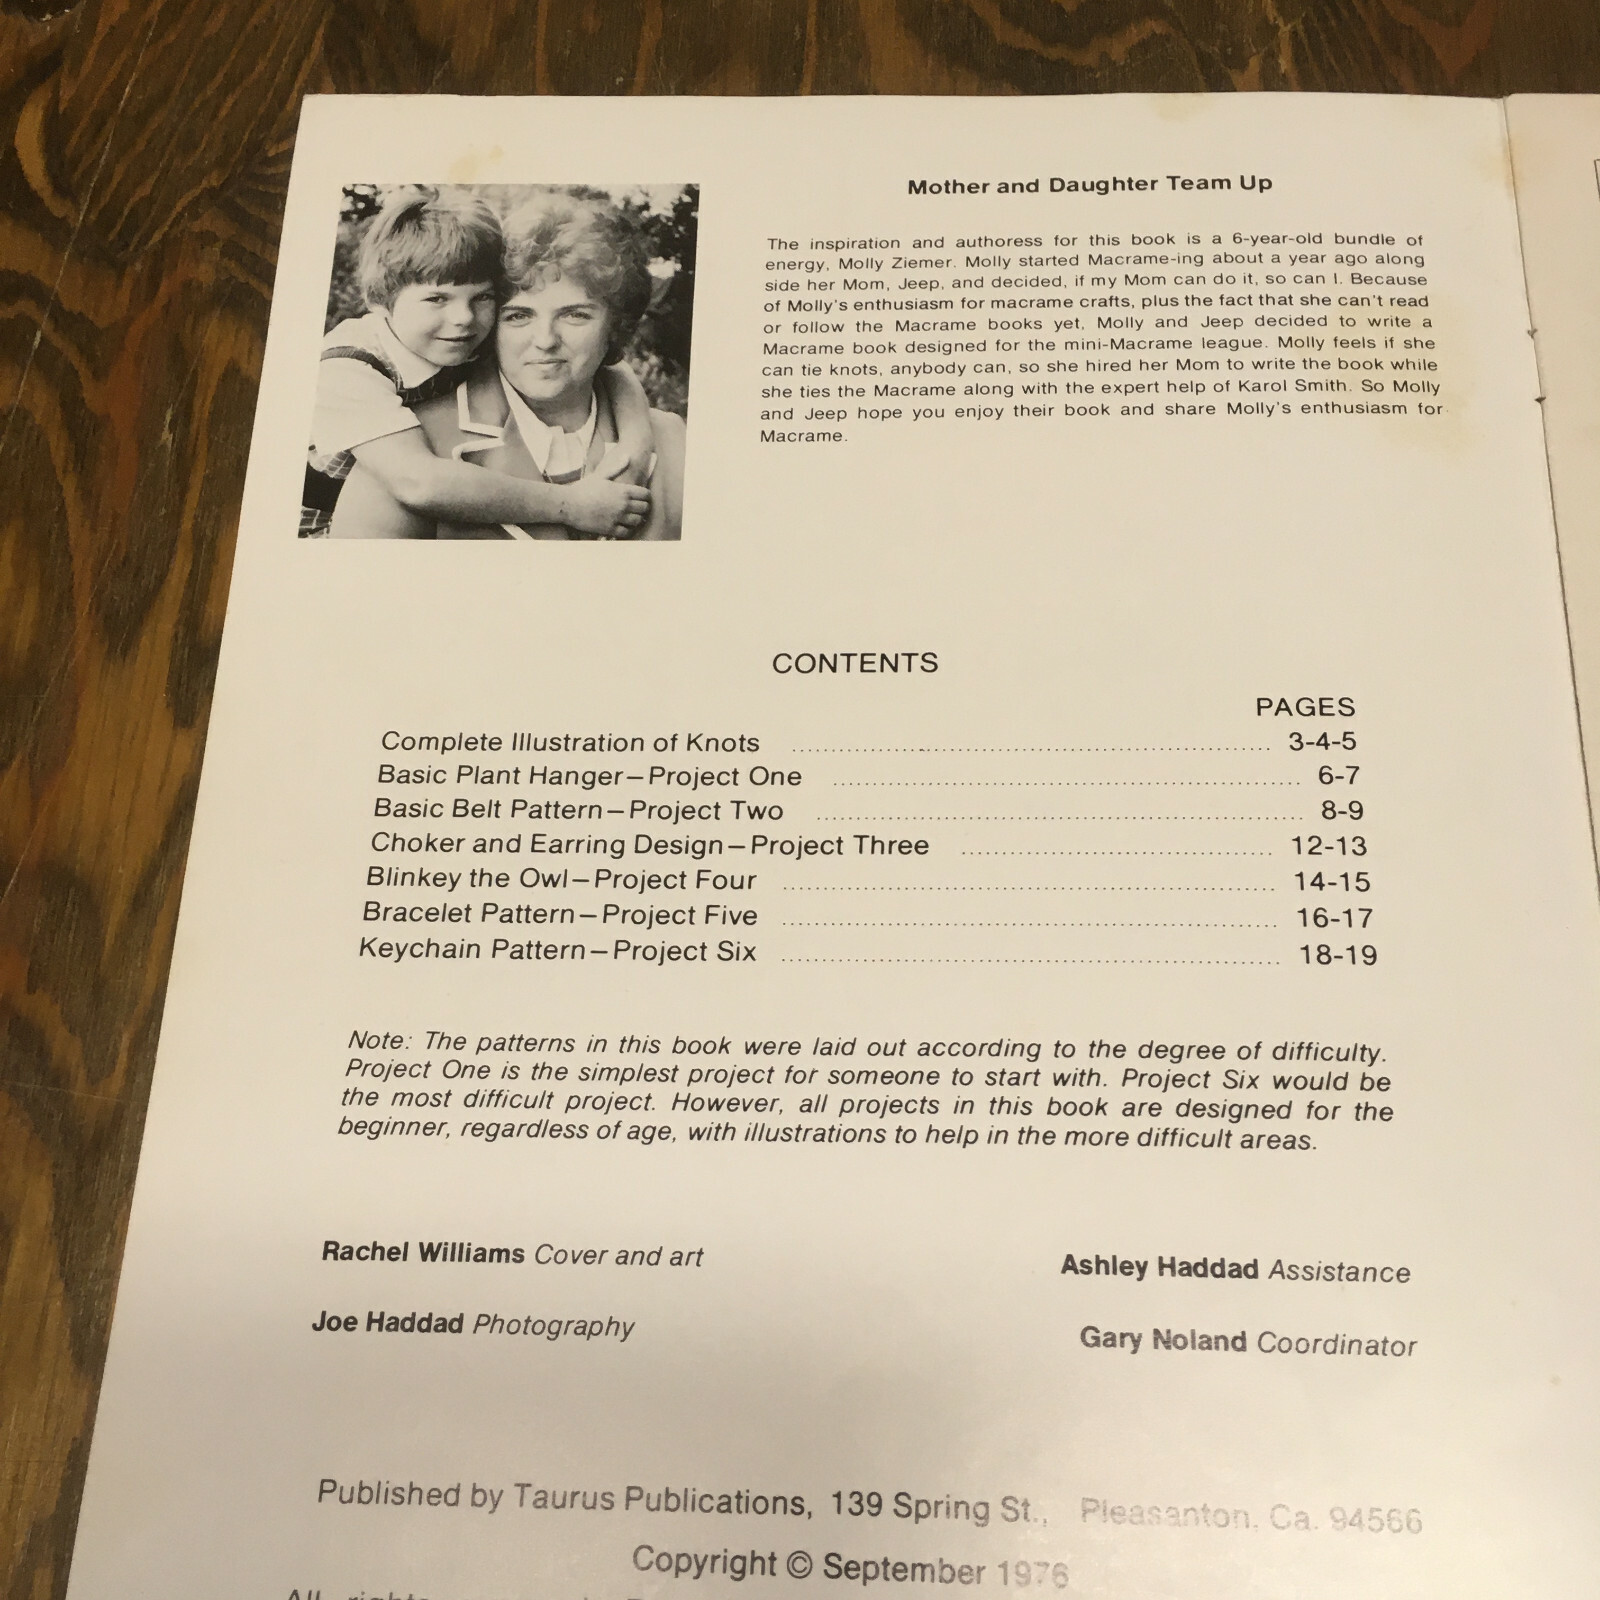 Mother and Daughter Team Up
The inspiration and authoress for this book is a 6-year-old bundle of
energy, Molly Ziemer. Molly started Macrame-ing about a year ago along
side her Mom, Jeep, and decided, if my Mom can do it, so can I. Because
of Molly's enthusiasm for macrame crafts, plus the fact that she can't read
or follow the Macrame books yet, Molly and Jeep decided to write a
Macrame book designed for the mini-Macrame league. Molly feels if she
can tie knots, anybody can, so she hired her Mom to write the book while
she ties the Macrame along with the expert help of Karol Smith. So Molly
and Jeep hope you enjoy their book and share Molly's enthusiasm for
Macrame.
CONTENTS
PAGES
Complete Illustration of Knots ........................ 3-4-5
Basic Plant Hanger—Project One ........................ 6-7
Basic Belt Pattern—Project Two ........................ 8-9
Choker and Earring Design—Project Three ........................ 12-13
Blinkey the Owl—Project Four ........................ 14-15
Bracelet Pattern—Project Five ........................ 16-17
Keychain Pattern—Project Six ........................ 18-19
Note: The patterns in this book were laid out according to the degree of difficulty.
Project One is the simplest project for someone to start with. Project Six would be
the most difficult project. However, all projects in this book are designed for the
beginner, regardless of age, with illustrations to help in the more difficult areas.
Rachel Williams Cover and art
Ashley Haddad Assistance
Joe Haddad Photography
Gary Noland Coordinator
Published by Taurus Publications, 139 Spring St., Pleasanton, Ca. 94566
Copyright © September 1976
All rights